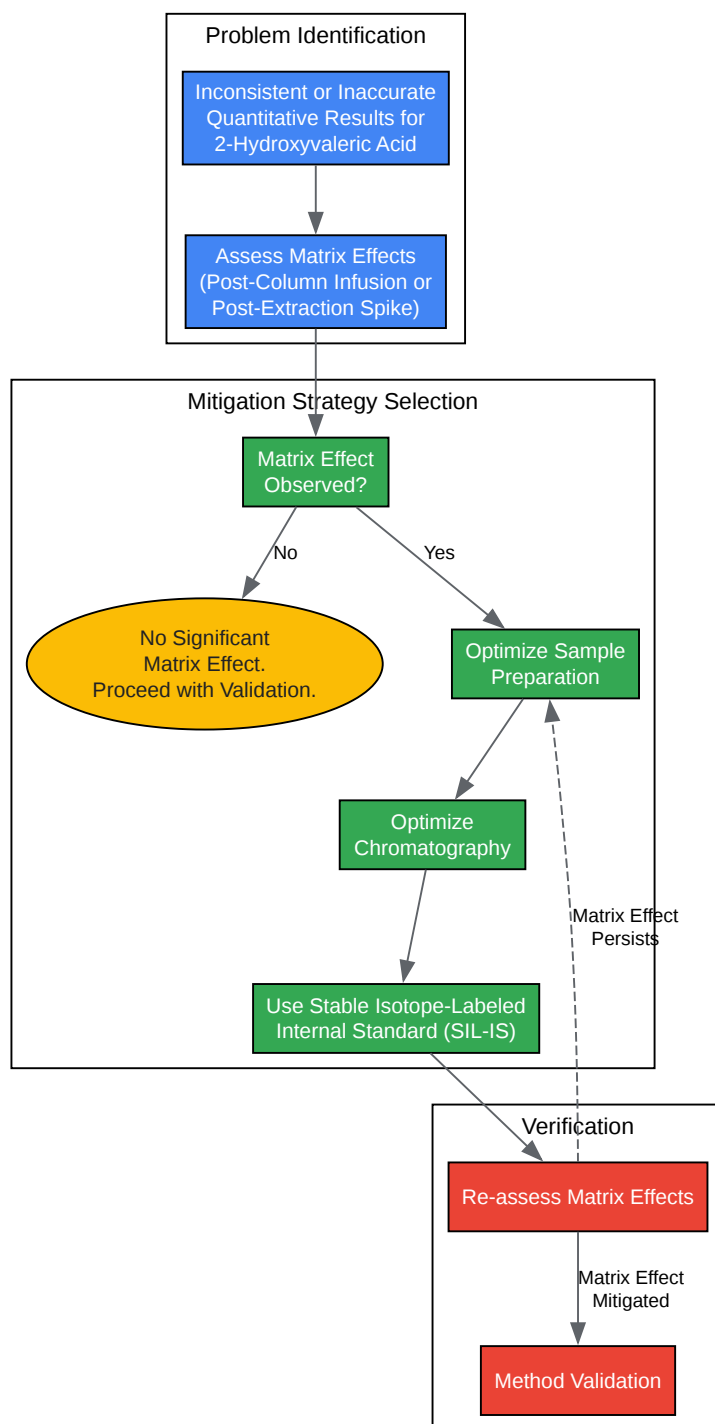 Problem Identification
Inconsistent or Inaccurate
Quantitative Results for
2-Hydroxyvaleric Acid
Assess Matrix Effects
(Post-Column Infusion or
Post-Extraction Spike)
Mitigation Strategy Selection
Matrix Effect
Observed?
No
Yes
No Significant
Matrix Effect.
Proceed with Validation.
Optimize Sample
Preparation
Optimize
Chromatography
Matrix Effect
Persists
Use Stable Isotope-Labeled
Internal Standard (SIL-IS)
Verification
Re-assess Matrix Effects
Matrix Effect
Mitigated
Method Validation